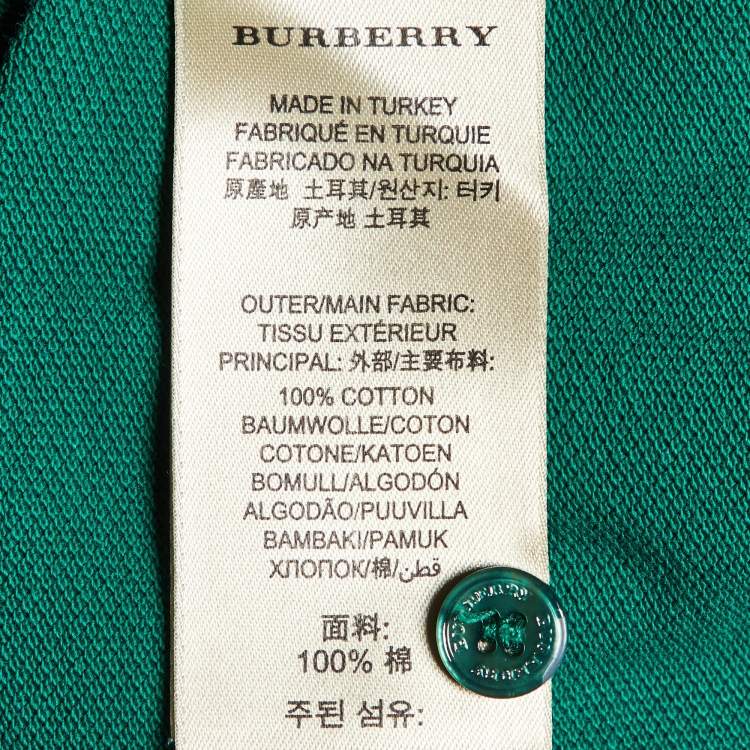 BURBERRY
MADE IN TURKEY
FABRIQUÉ EN TURQUIE
FABRICADO NA TURQUIA
原產地 土耳其/원산지: 터키
原产地 土耳其
OUTER/MAIN FABRIC:
TISSU EXTÉRIEUR
PRINCIPAL: 外部/主要布料:
100% COTTON
BAUMWOLLE/COTON
COTONE/KATOEN
BOMULL/ALGODÓN
ALGODÃO/PUUVILLA
BAMBAKI/PAMUK
ХЛОПОК/棉/قطن
面料:
100% 棉
주된 섬유: